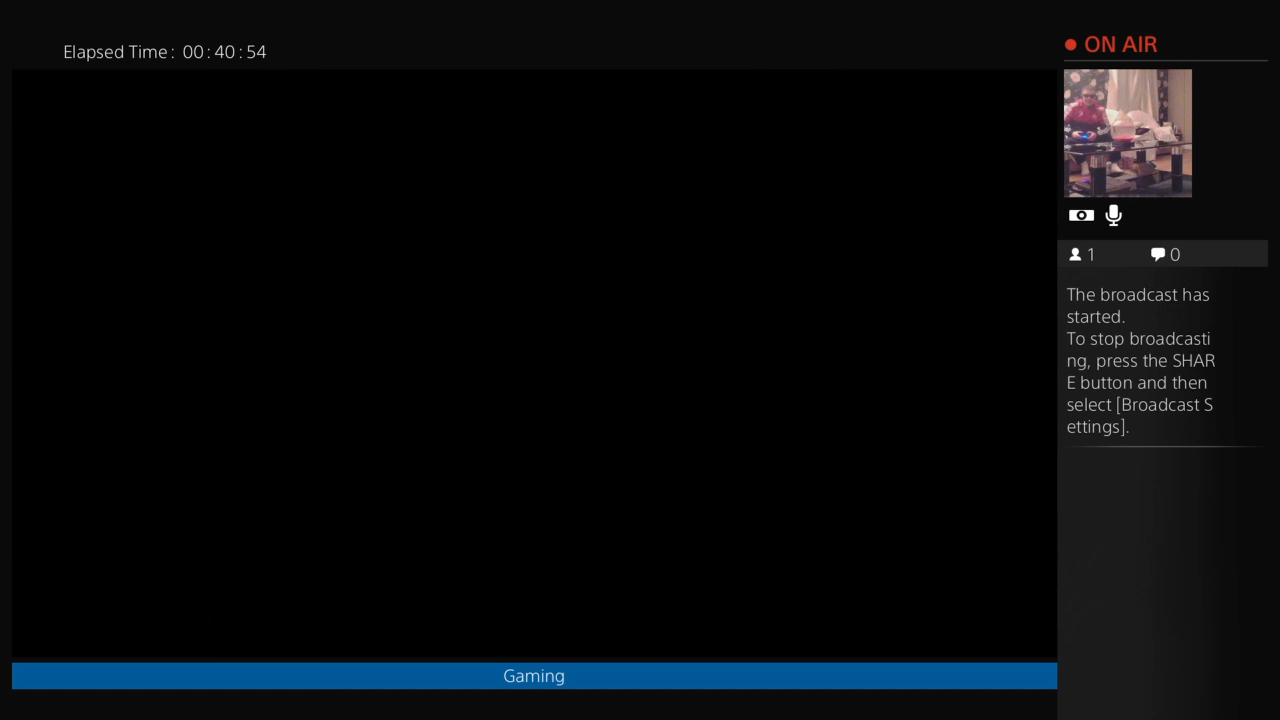 Elapsed Time: 00:40:54
ON AIR
1 0
The broadcast has
started.
To stop broadcasti
ng, press the SHAR
E button and then
select [Broadcast S
ettings].
Gaming